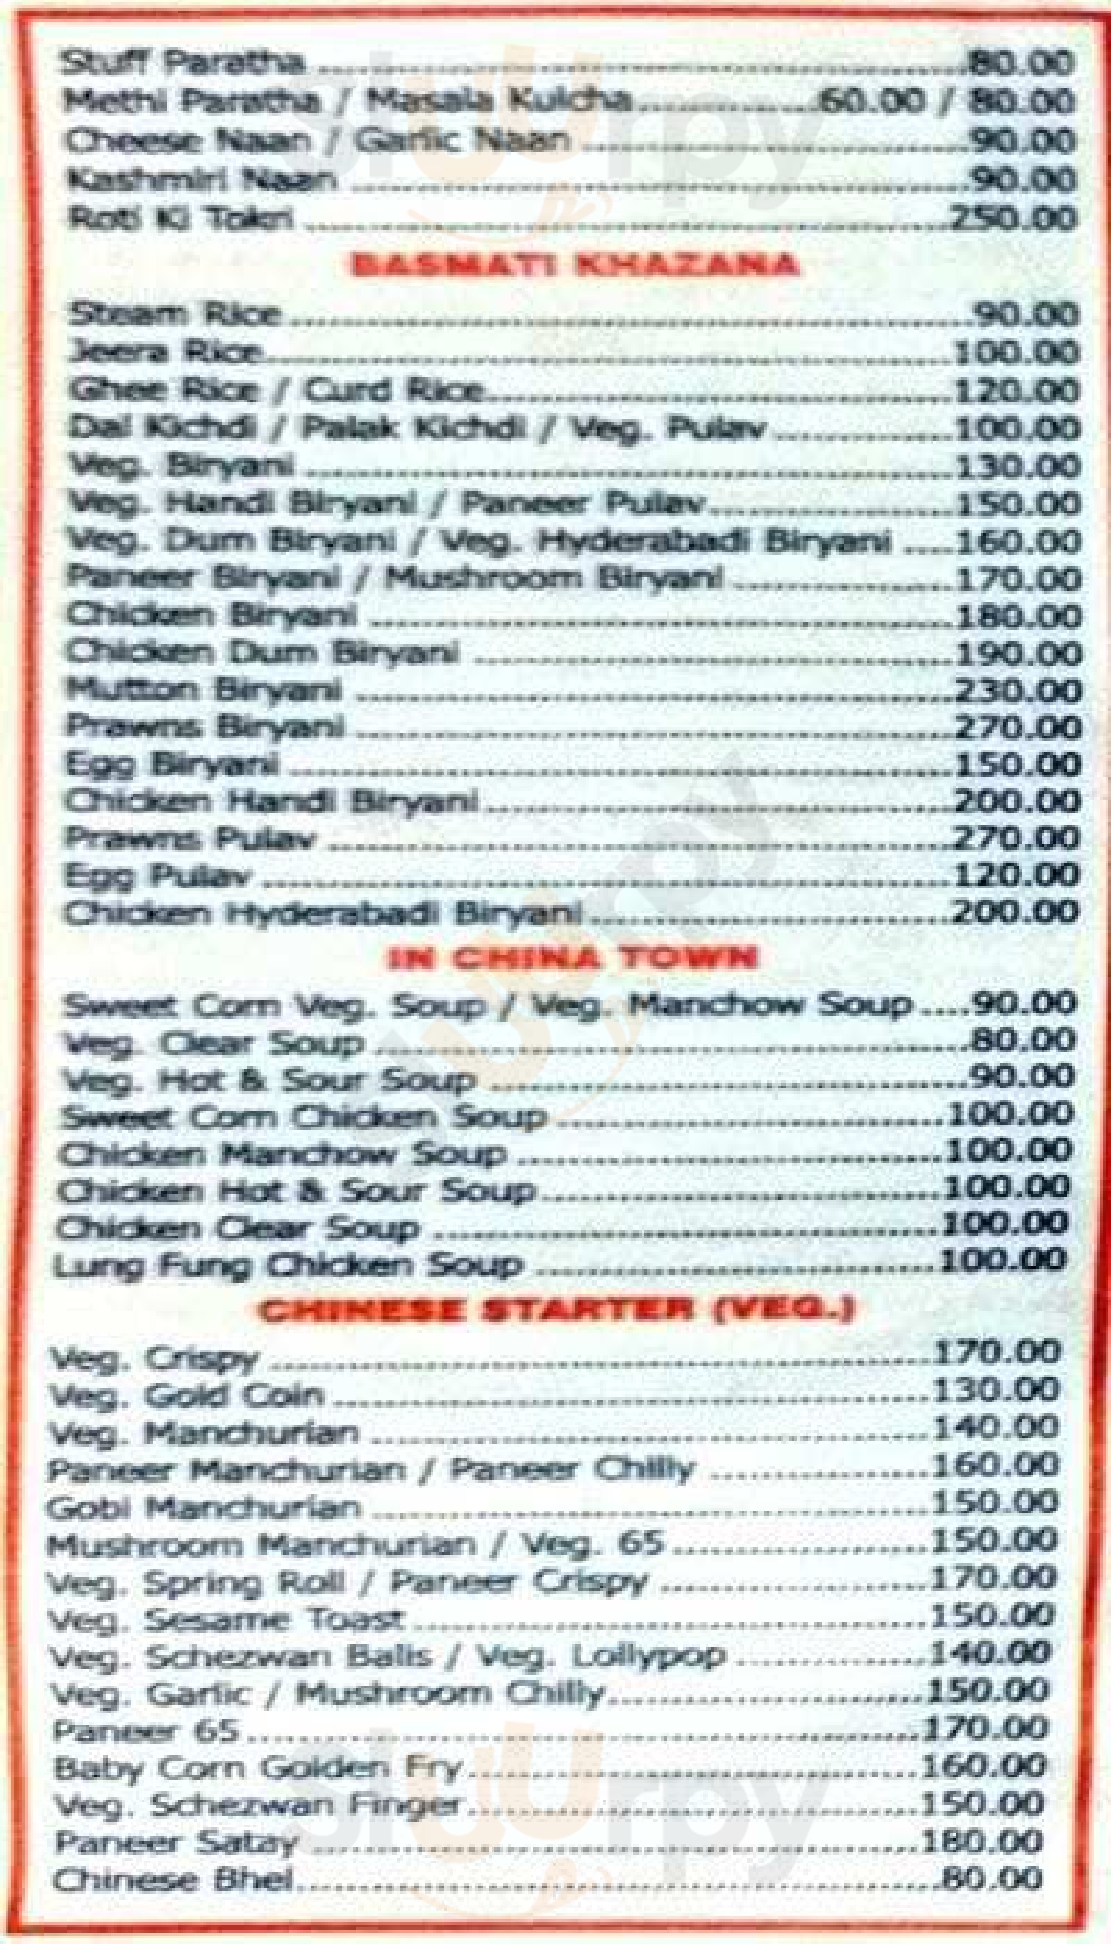 Stuff Paratha ........ 80.00
Methi Paratha / Masala Kulcha ........ 60.00 / 80.00
Cheese Naan / Garlic Naan ........ 90.00
Kashmiri Naan ........ 90.00
Roti Ki Tokri ........ 250.00
BASMATI KHAZANA
Steam Rice ........ 90.00
Jeera Rice ........ 100.00
Ghee Rice / Curd Rice ........ 120.00
Dal Kichdi / Palak Kichdi / Veg. Pulav ........ 100.00
Veg. Biryani ........ 130.00
Veg. Handi Biryani / Paneer Pulav ........ 150.00
Veg. Dum Biryani / Veg. Hyderabadi Biryani .... 160.00
Paneer Biryani / Mushroom Biryani ........ 170.00
Chicken Biryani ........ 180.00
Chicken Dum Biryani ........ 190.00
Mutton Biryani ........ 230.00
Prawns Biryani ........ 270.00
Egg Biryani ........ 150.00
Chicken Handi Biryani ........ 200.00
Prawns Pulav ........ 270.00
Egg Pulav ........ 120.00
Chicken Hyderabadi Biryani ........ 200.00
IN CHINA TOWN
Sweet Corn Veg. Soup / Veg. Manchow Soup .... 90.00
Veg. Clear Soup ........ 80.00
Veg. Hot & Sour Soup ........ 90.00
Sweet Corn Chicken Soup ........ 100.00
Chicken Manchow Soup ........ 100.00
Chicken Hot & Sour Soup ........ 100.00
Chicken Clear Soup ........ 100.00
Lung Fung Chicken Soup ........ 100.00
CHINESE STARTER (VEG.)
Veg. Crispy ........ 170.00
Veg. Gold Coin ........ 130.00
Veg. Manchurian ........ 140.00
Paneer Manchurian / Paneer Chilly ........ 160.00
Gobi Manchurian ........ 150.00
Mushroom Manchurian / Veg. 65 ........ 150.00
Veg. Spring Roll / Paneer Crispy ........ 170.00
Veg. Sesame Toast ........ 150.00
Veg. Schezwan Balls / Veg. Lollypop ........ 140.00
Veg. Garlic / Mushroom Chilly ........ 150.00
Paneer 65 ........ 170.00
Baby Corn Golden Fry ........ 160.00
Veg. Schezwan Finger ........ 150.00
Paneer Satay ........ 180.00
Chinese Bhel ........ 80.00
sluurpy
sluurpy
sluurpy